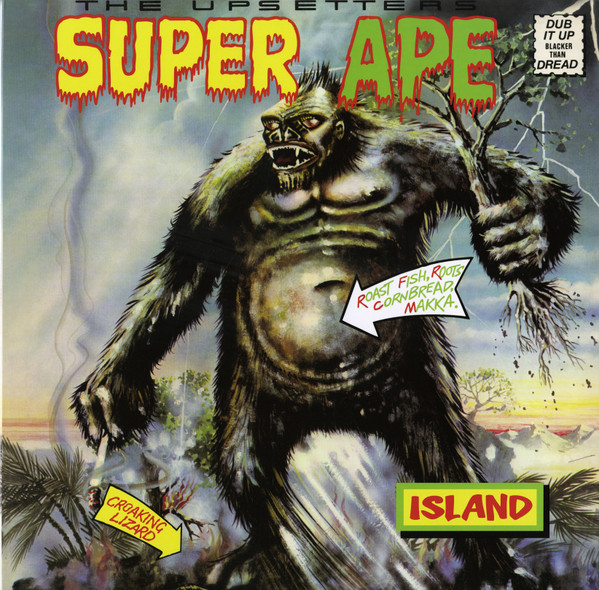 THE UPSETTERS
SUPER APE
DUB
IT UP
BLACKER
THAN
DREAD
ROAST FISH, ROOTS,
CORNBREAD,
MAKKA.
CROAKING
LIZARD
ISLAND